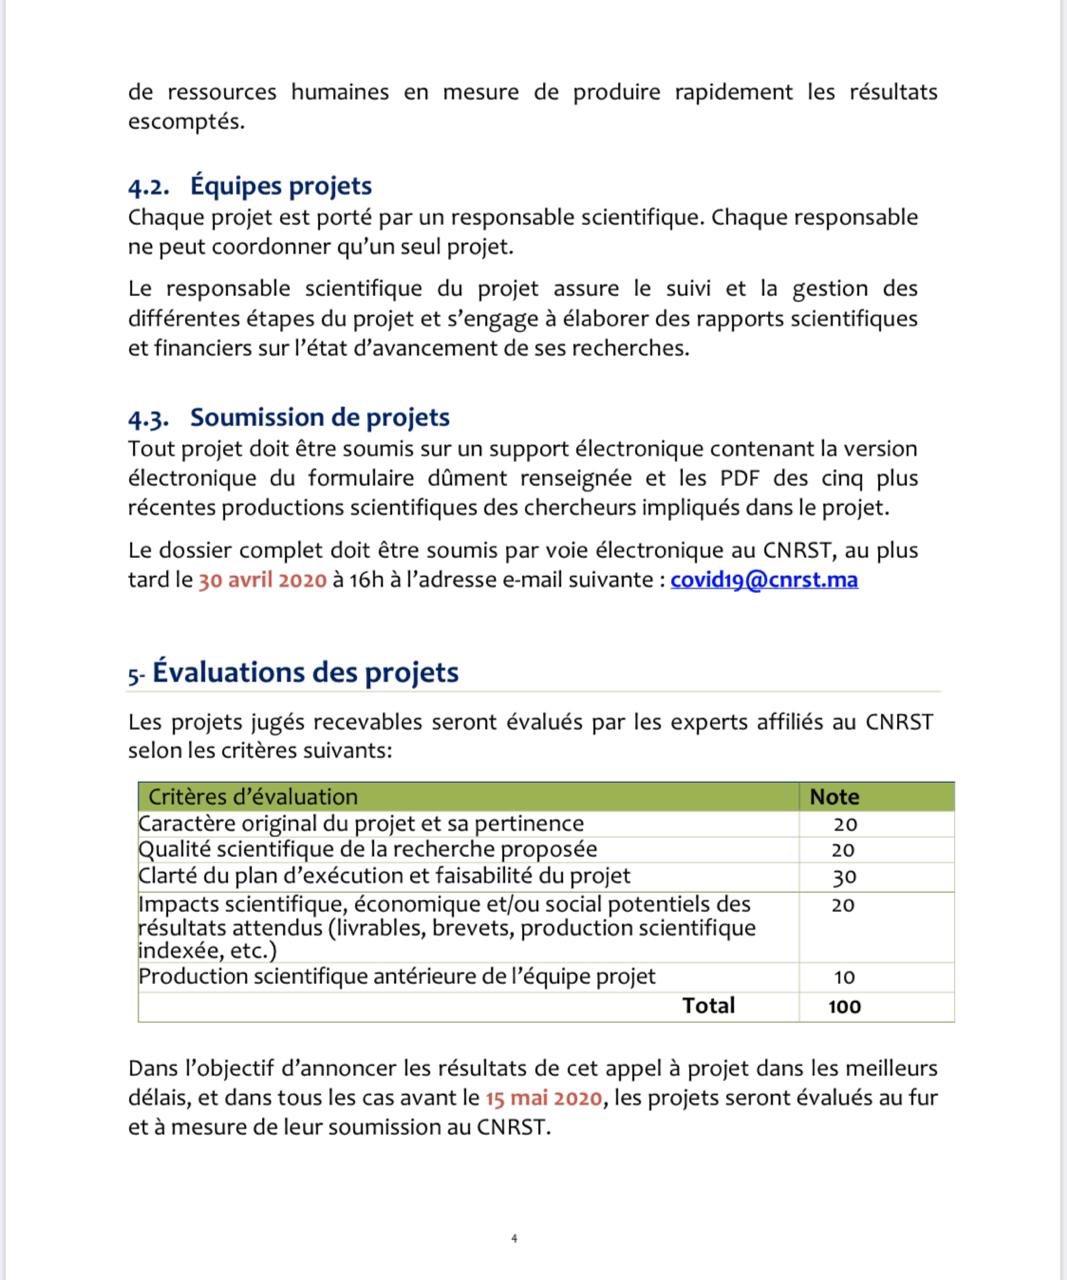 de ressources humaines en mesure de produire rapidement les résultats
escomptés.
4.2. Équipes projets
Chaque projet est porté par un responsable scientifique. Chaque responsable
ne peut coordonner qu’un seul projet.
Le responsable scientifique du projet assure le suivi et la gestion des
différentes étapes du projet et s’engage à élaborer des rapports scientifiques
et financiers sur l’état d’avancement de ses recherches.
4.3. Soumission de projets
Tout projet doit être soumis sur un support électronique contenant la version
électronique du formulaire dûment renseignée et les PDF des cinq plus
récentes productions scientifiques des chercheurs impliqués dans le projet.
Le dossier complet doit être soumis par voie électronique au CNRST, au plus
tard le 30 avril 2020 à 16h à l’adresse e-mail suivante : covid19@cnrst.ma
5- Évaluations des projets
Les projets jugés recevables seront évalués par les experts affiliés au CNRST
selon les critères suivants:
Critères d’évaluation Note
Caractère original du projet et sa pertinence 20
Qualité scientifique de la recherche proposée 20
Clarté du plan d’exécution et faisabilité du projet 30
Impacts scientifique, économique et/ou social potentiels des 20
résultats attendus (livrables, brevets, production scientifique
indexée, etc.)
Production scientifique antérieure de l’équipe projet 10
Total 100
Dans l’objectif d’annoncer les résultats de cet appel à projet dans les meilleurs
délais, et dans tous les cas avant le 15 mai 2020, les projets seront évalués au fur
et à mesure de leur soumission au CNRST.
4